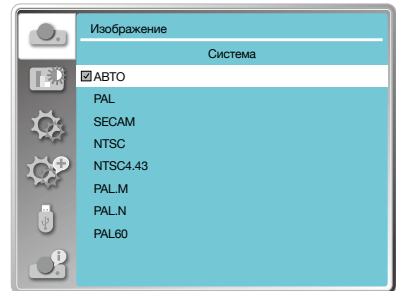 Изображение
Система
АВТО
PAL
SECAM
NTSC
NTSC4.43
PAL.M
PAL.N
PAL60